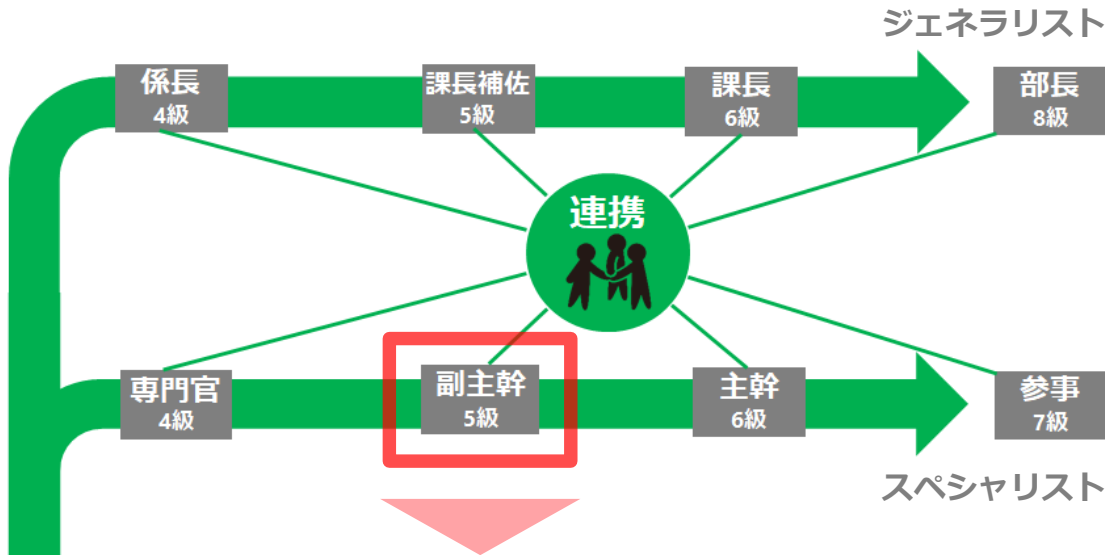 ジェネラリスト
係長
4級
課長補佐
5級
課長
6級
部長
8級
連携
専門官
4級
副主幹
5級
主幹
6級
参事
7級
スペシャリスト